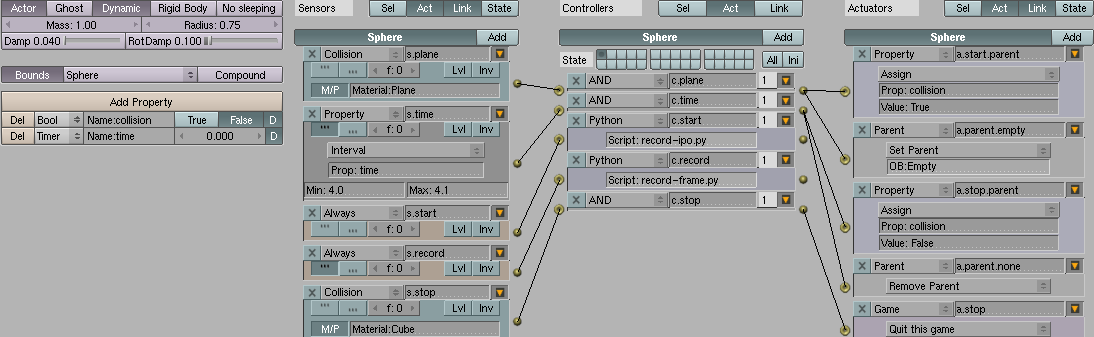 Actor Ghost Dynamic Rigid Body No sleeping
Mass: 1.00 Radius: 0.75
Damp 0.040 RotDamp 0.100
Bounds Sphere Compound
Add Property
Del Bool Name:collision True False D
Del Timer Name:time 0.000 D
Sensors Sel Act Link State
Sphere Add
X Collision s.plane
f: 0 Lvl Inv
M/P Material:Plane
X Property s.time
f: 0 Lvl Inv
Interval
Prop: time
Min: 4.0 Max: 4.1
X Always s.start
f: 0 Lvl Inv
X Always s.record
f: 0 Lvl Inv
X Collision s.stop
f: 0 Lvl Inv
M/P Material:Cube
Controllers Sel Act Link
Sphere Add
State All Ini
X AND c.plane 1
X AND c.time 1
X Python c.start 1
Script: record-ipo.py
X Python c.record 1
Script: record-frame.py
X AND c.stop 1
Actuators Sel Act Link State
Sphere Add
X Property a.start.parent
Assign
Prop: collision
Value: True
X Parent a.parent.empty
Set Parent
OB:Empty
X Property a.stop.parent
Assign
Prop: collision
Value: False
X Parent a.parent.none
Remove Parent
X Game a.stop
Quit this game